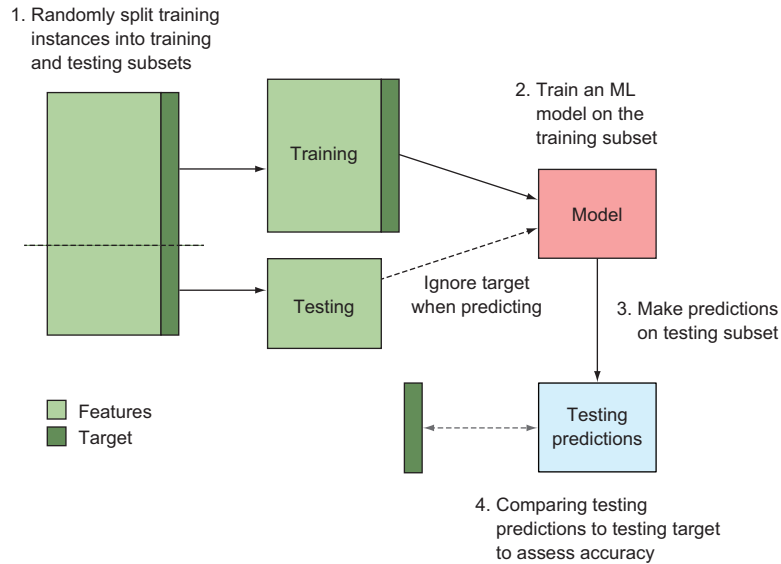 1. Randomly split training
instances into training
and testing subsets
2. Train an ML
model on the
training subset
Training
Model
Testing
Ignore target
when predicting
3. Make predictions
on testing subset
Features
Target
Testing
predictions
4. Comparing testing
predictions to testing target
to assess accuracy